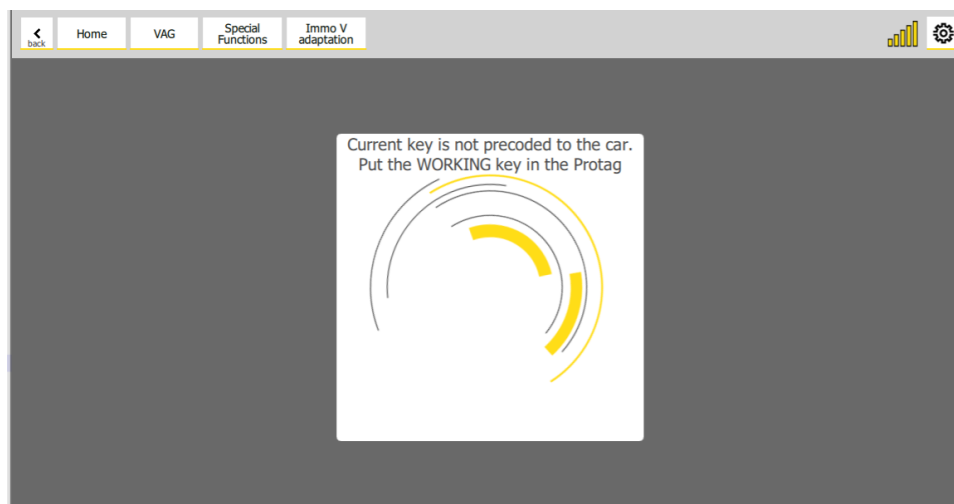 back
Home
VAG
Special
Functions
Immo V
adaptation
Current key is not precoded to the car.
Put the WORKING key in the Protag